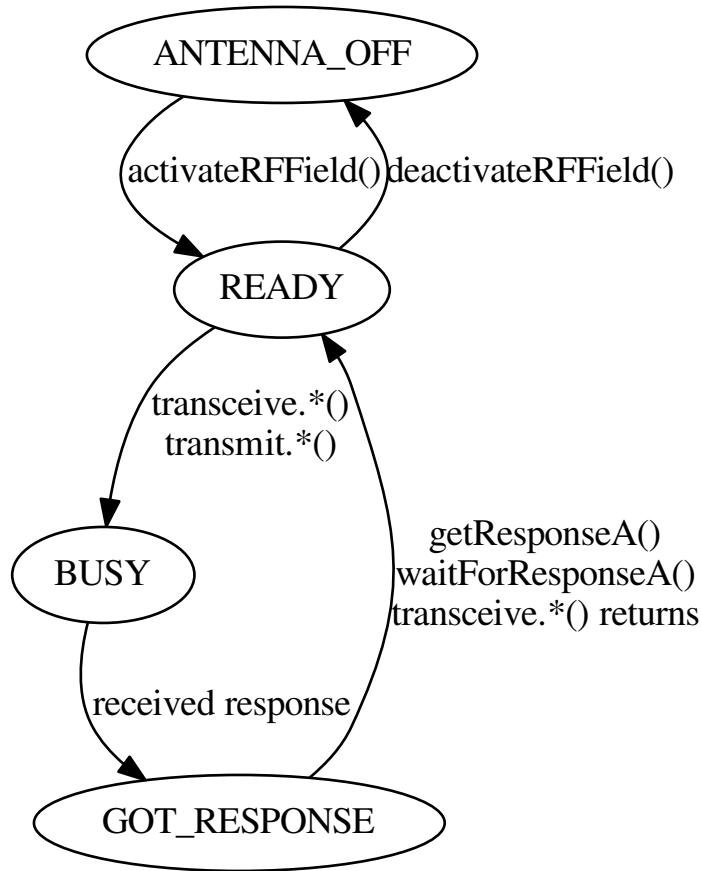 ANTENNA_OFF
activateRFField()
deactivateRFField()
READY
transceive.*()
transmit.*()
getResponseA()
waitForResponseA()
transceive.*() returns
BUSY
received response
GOT_RESPONSE